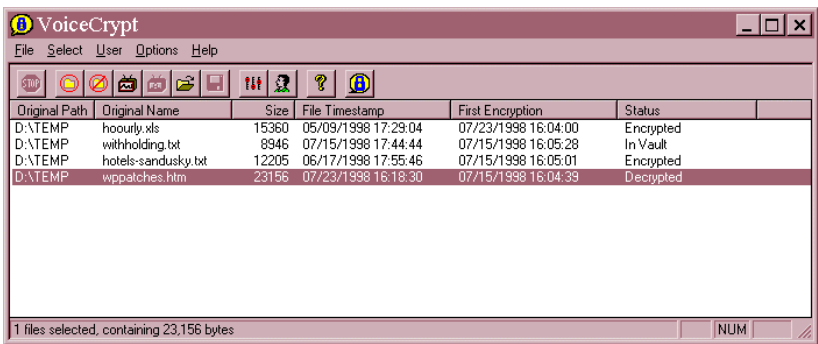 VoiceCrypt
File Select User Options Help
STOP
Original Path Original Name Size File Timestamp First Encryption Status
D:\TEMP hoourly.xls 15360 05/09/1998 17:29:04 07/23/1998 16:04:00 Encrypted
D:\TEMP withholding.txt 8946 07/15/1998 17:44:44 07/15/1998 16:05:28 In Vault
D:\TEMP hotels-sandusky.txt 12205 06/17/1998 17:55:46 07/15/1998 16:05:01 Encrypted
D:\TEMP wppatches.htm 23156 07/23/1998 16:18:30 07/15/1998 16:04:39 Decrypted
1 files selected, containing 23,156 bytes NUM